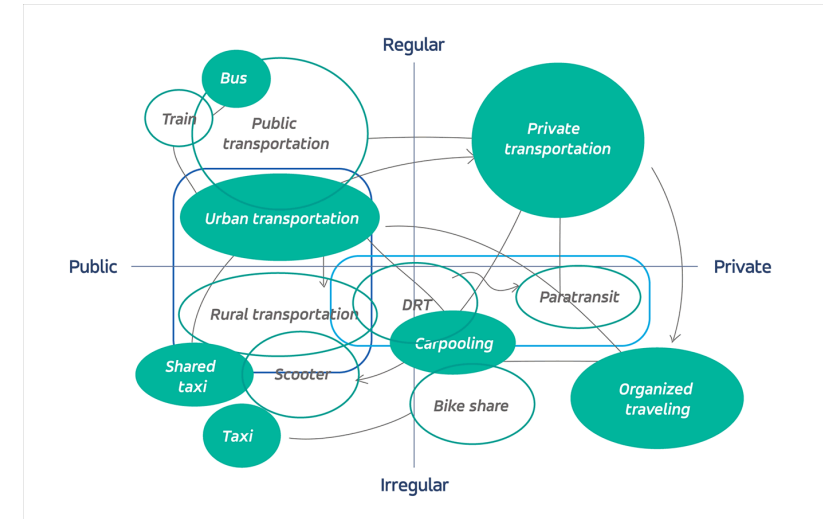 Regular
Bus
Train
Public
transportation
Private
transportation
Urban transportation
Public
Private
DRT
Paratransit
Rural transportation
Carpooling
Shared
taxi
Scooter
Organized
traveling
Bike share
Taxi
Irregular